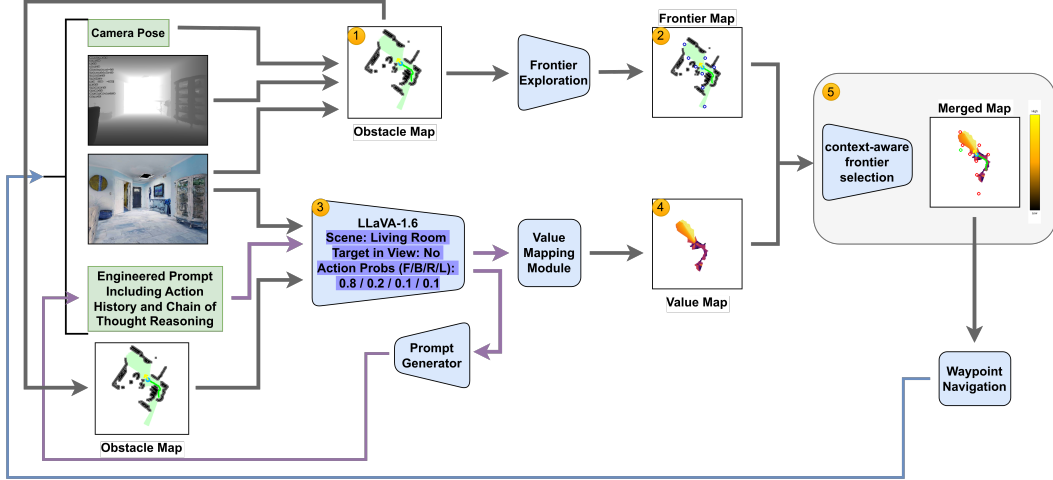 Camera Pose
1
Obstacle Map
Frontier
Exploration
Frontier Map
2
5
Merged Map
context-aware
frontier
selection
High
Low
3
LLaVA-1.6
Scene: Living Room
Target in View: No
Action Probs (F/B/R/L):
0.8 / 0.2 / 0.1 / 0.1
Value
Mapping
Module
4
Value Map
Engineered Prompt
Including Action
History and Chain of
Thought Reasoning
Prompt
Generator
Waypoint
Navigation
Obstacle Map